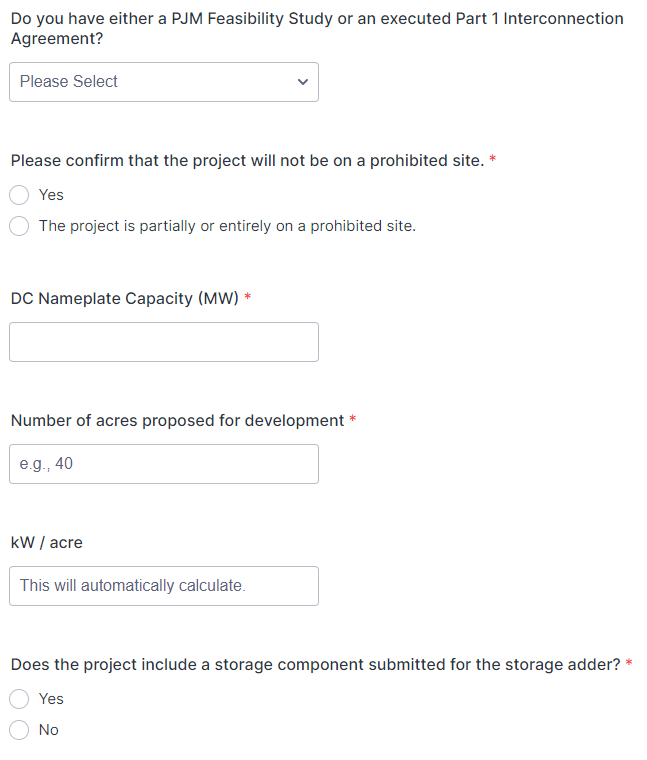 Do you have either a PJM Feasibility Study or an executed Part 1 Interconnection
Agreement?
Please Select
Please confirm that the project will not be on a prohibited site. *
Yes
The project is partially or entirely on a prohibited site.
DC Nameplate Capacity (MW) *
Number of acres proposed for development *
e.g., 40
kW / acre
This will automatically calculate.
Does the project include a storage component submitted for the storage adder? *
Yes
No